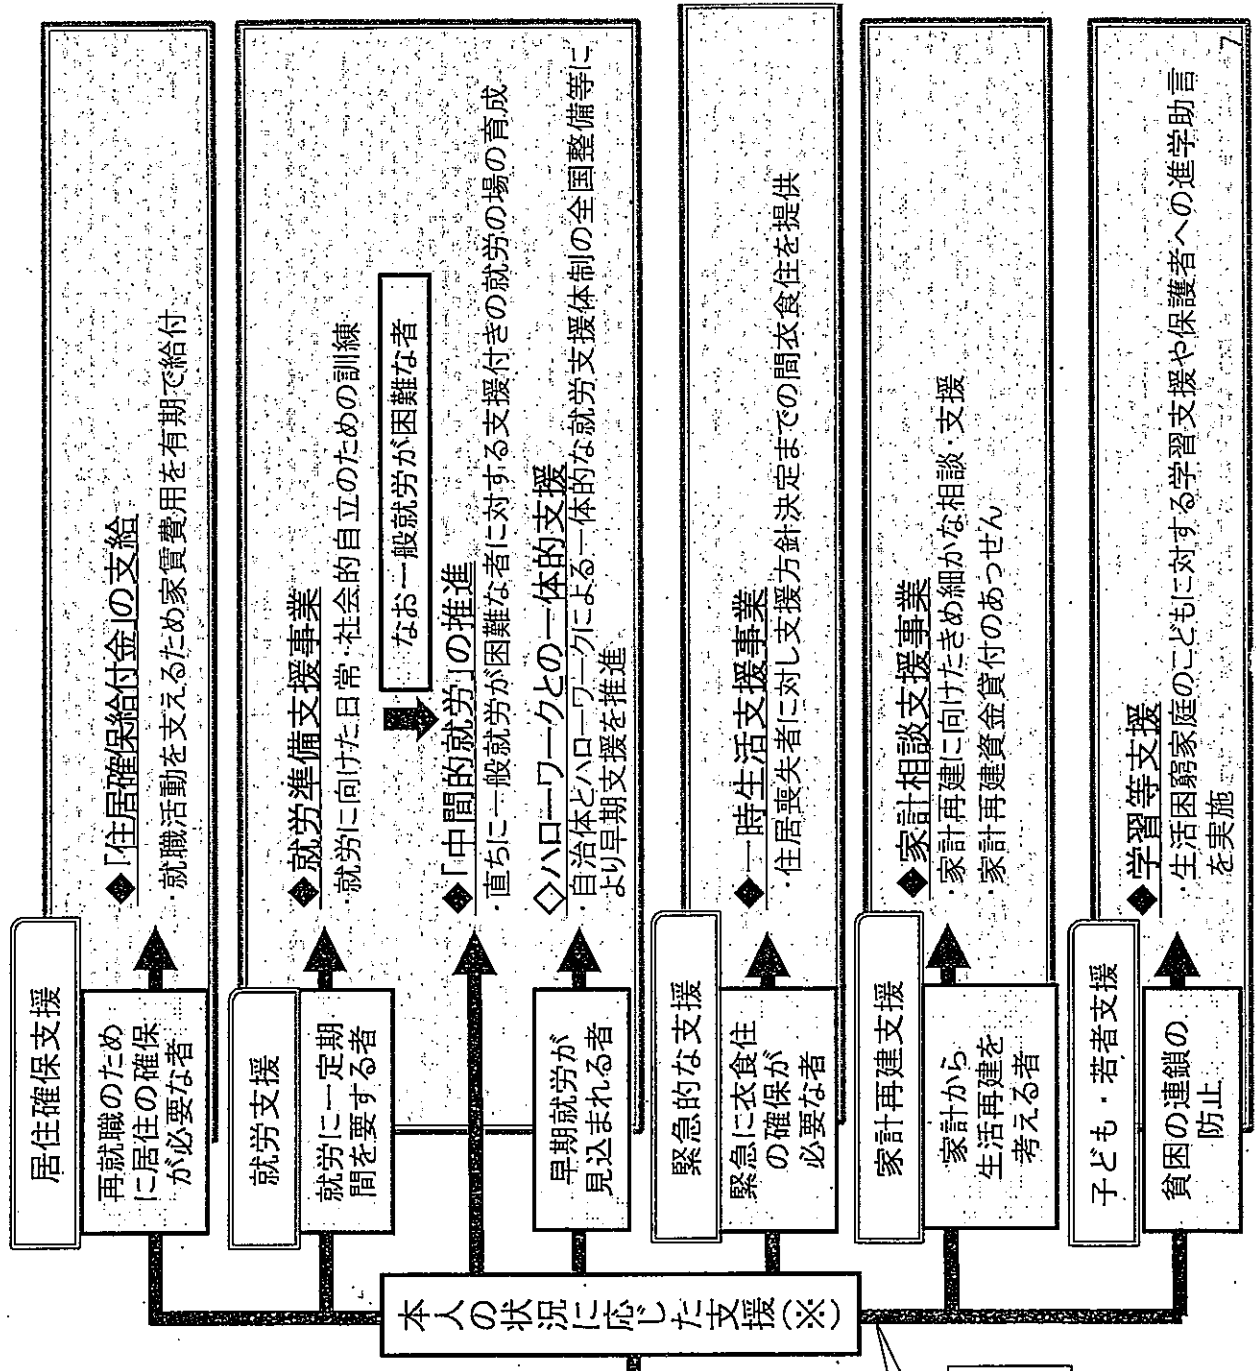 本人の状況に応じた支援(※)
居住確保支援
再就職のため
に居住の確保
が必要な者
◆「住居確保給付金」の支給
・就職活動を支えるため家賃費用を有期で給付
就労支援
就労に一定期
間を要する者
◆就労準備支援事業
・就労に向けた日常・社会的自立のための訓練
なお一般就労が困難な者
◆「中間的就労」の推進
・直ちに一般就労が困難な者に対する支援付きの就労の場の育成
早期就労が
見込まれる者
◇ハローワークとの一体的支援
・自治体とハローワークによる一体的な就労支援体制の全国整備等に
より早期支援を推進
緊急的な支援
緊急に衣食住
の確保が
必要な者
◆一時生活支援事業
・住居喪失者に対し支援方針決定までの間衣食住を提供
家計再建支援
家計から
生活再建を
考える者
◆家計相談支援事業
・家計再建に向けたきめ細かな相談・支援
・家計再建資金貸付のあっせん
子ども・若者支援
貧困の連鎖の
防止
◆学習等支援
・生活困窮家庭のこどもに対する学習支援や保護者への進学助言
を実施
7